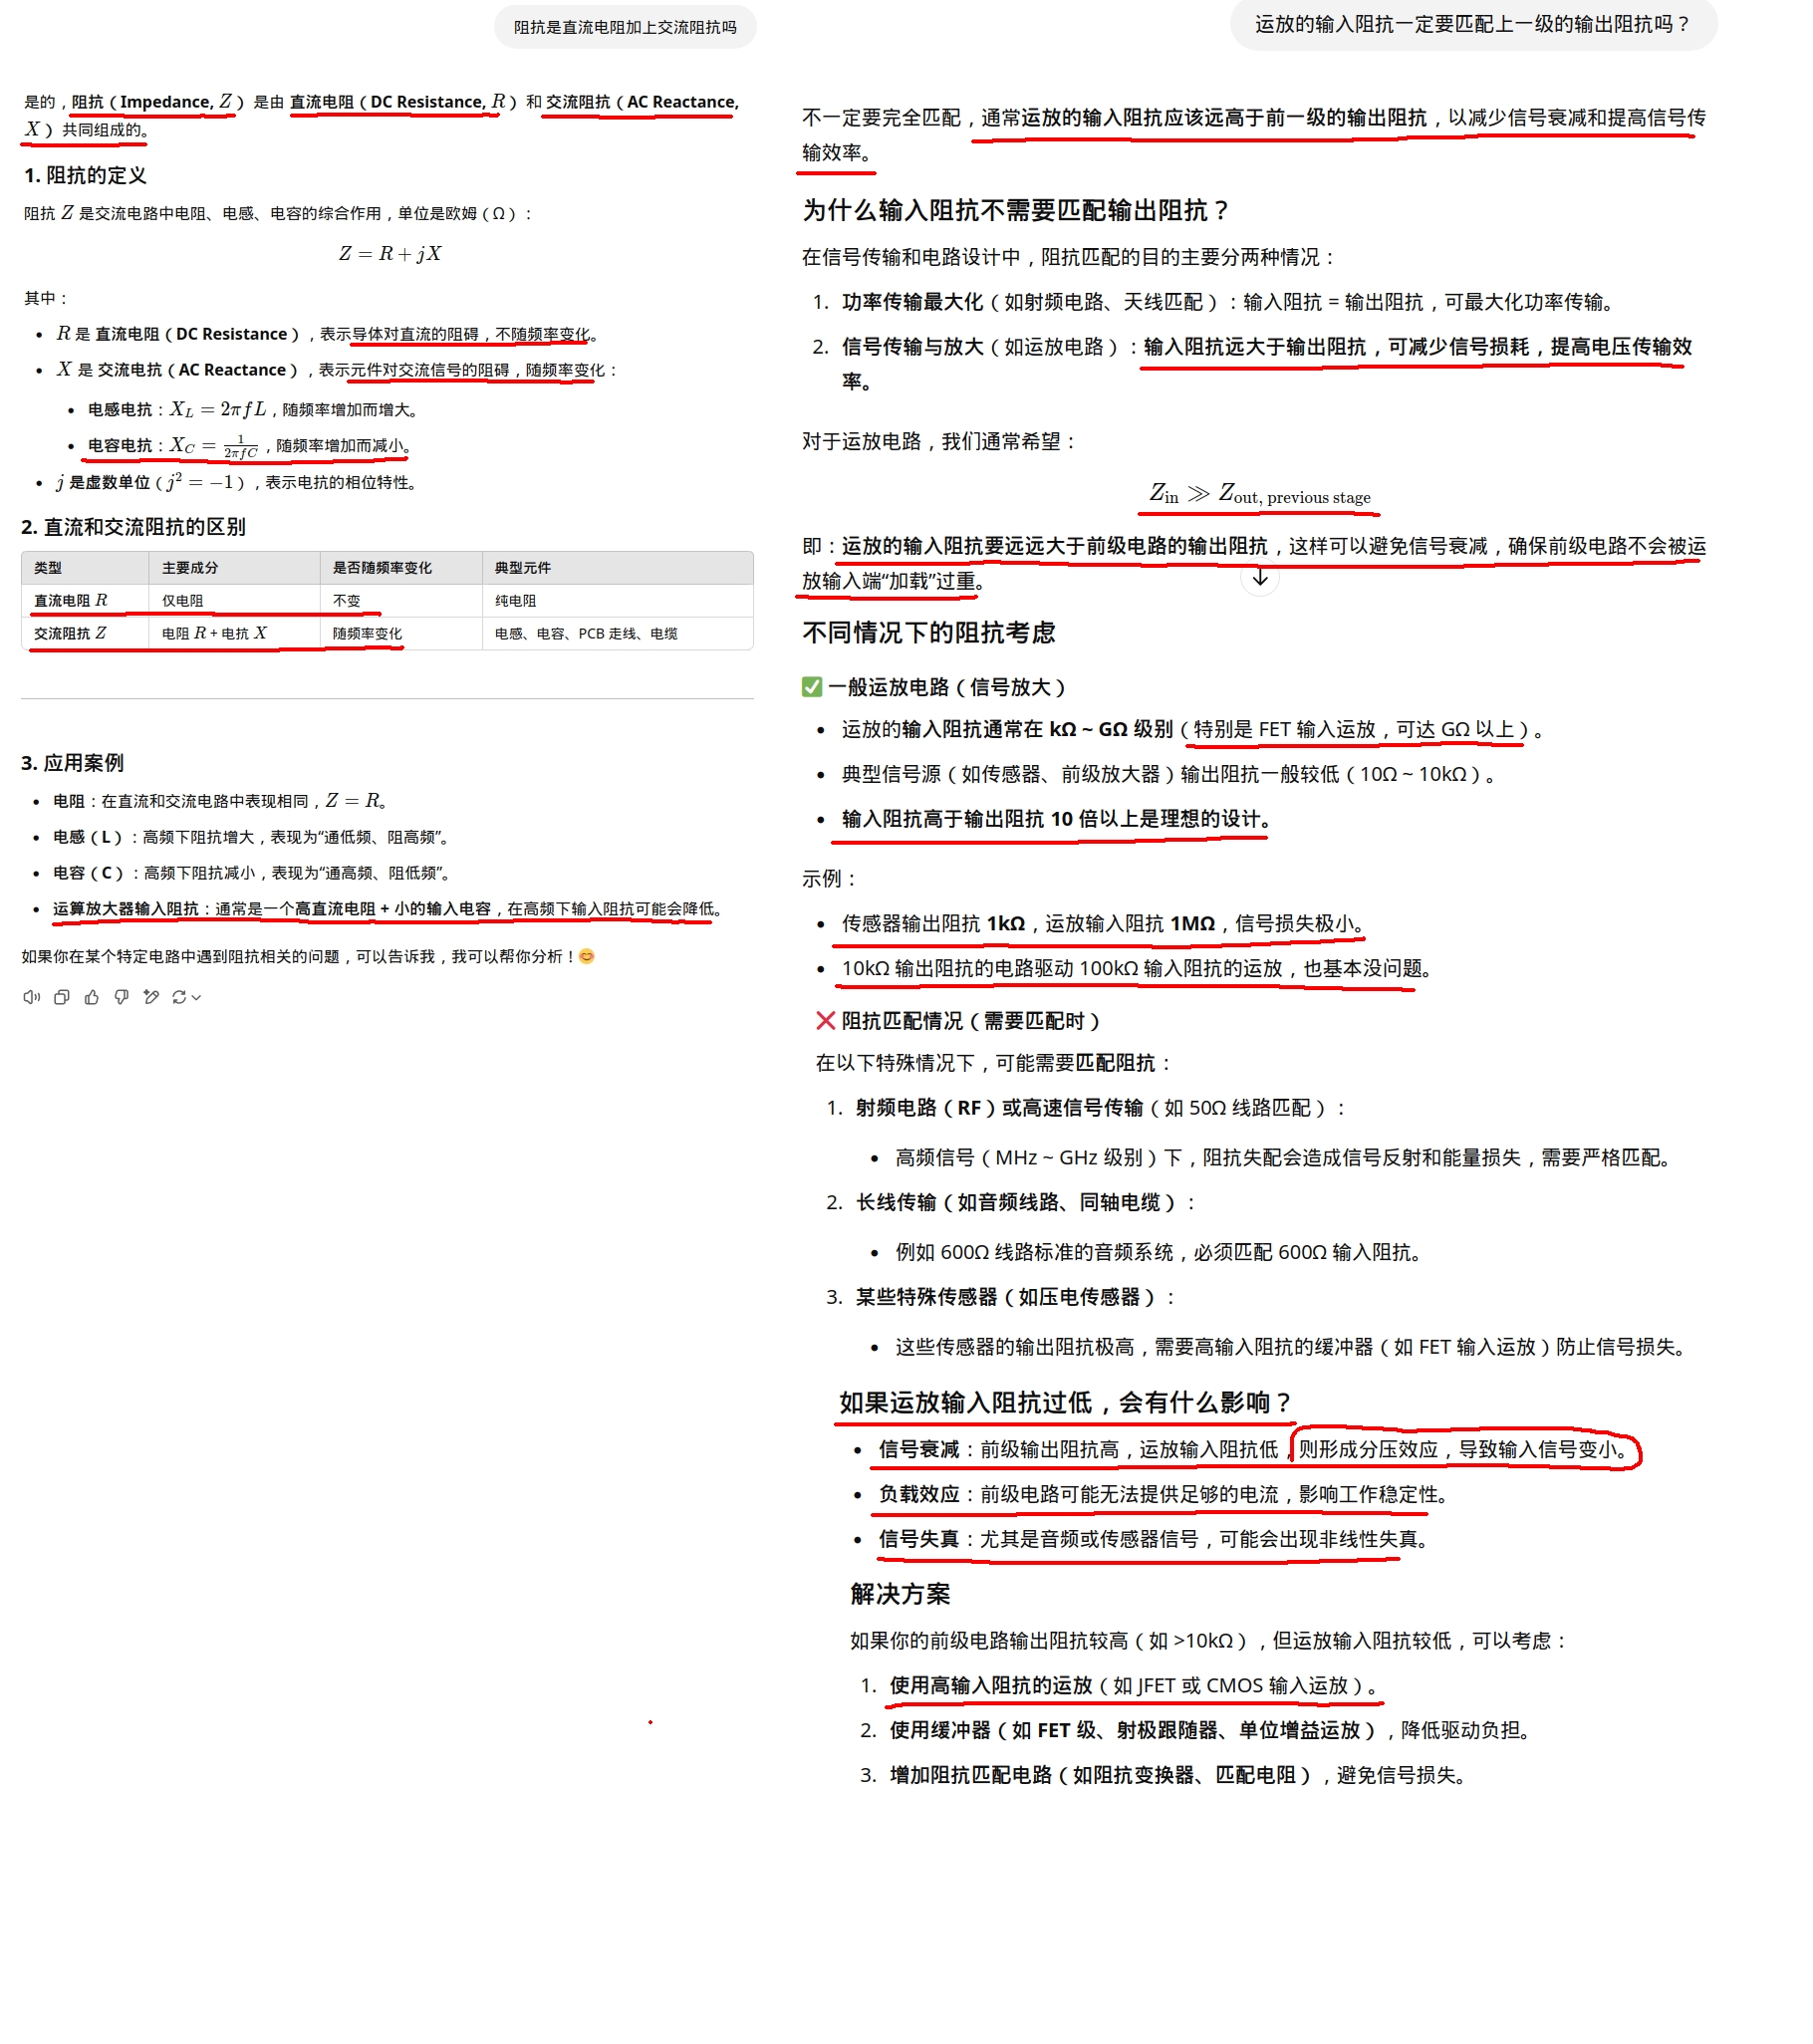 阻抗是直流电阻加上交流阻抗吗
是的，阻抗（Impedance, Z）是由 直流电阻（DC Resistance, R）和 交流阻抗（AC Reactance,
X）共同组成的。
1. 阻抗的定义
阻抗 Z 是交流电路中电阻、电感、电容的综合作用，单位是欧姆（Ω）：
Z = R + jX
其中：
• R 是 直流电阻（DC Resistance），表示导体对直流的阻碍，不随频率变化。
• X 是 交流电抗（AC Reactance），表示元件对交流信号的阻碍，随频率变化：
• 电感电抗：X_L = 2πfL，随频率增加而增大。
• 电容电抗：X_C = 1/(2πfC)，随频率增加而减小。
• j 是虚数单位（j² = −1），表示电抗的相位特性。
2. 直流和交流阻抗的区别
类型 主要成分 是否随频率变化 典型元件
直流电阻 R 仅电阻 不变 纯电阻
交流阻抗 Z 电阻 R + 电抗 X 随频率变化 电感、电容、PCB 走线、电缆
3. 应用案例
• 电阻：在直流和交流电路中表现相同，Z = R。
• 电感（L）：高频下阻抗增大，表现为“通低频、阻高频”。
• 电容（C）：高频下阻抗减小，表现为“通高频、阻低频”。
• 运算放大器输入阻抗：通常是一个高直流电阻 + 小的输入电容，在高频下输入阻抗可能会降低。
如果你在某个特定电路中遇到阻抗相关的问题，可以告诉我，我可以帮你分析！😊
运放的输入阻抗一定要匹配上一级的输出阻抗吗？
不一定要完全匹配，通常运放的输入阻抗应该远高于前一级的输出阻抗，以减少信号衰减和提高信号传
输效率。
为什么输入阻抗不需要匹配输出阻抗？
在信号传输和电路设计中，阻抗匹配的目的主要分两种情况：
1. 功率传输最大化（如射频电路、天线匹配）：输入阻抗 = 输出阻抗，可最大化功率传输。
2. 信号传输与放大（如运放电路）：输入阻抗远大于输出阻抗，可减少信号损耗，提高电压传输效
率。
对于运放电路，我们通常希望：
Z_in ≫ Z_out, previous stage
即：运放的输入阻抗要远远大于前级电路的输出阻抗，这样可以避免信号衰减，确保前级电路不会被运
放输入端“加载”过重。
不同情况下的阻抗考虑
✅ 一般运放电路（信号放大）
• 运放的输入阻抗通常在 kΩ ~ GΩ 级别（特别是 FET 输入运放，可达 GΩ 以上）。
• 典型信号源（如传感器、前级放大器）输出阻抗一般较低（10Ω ~ 10kΩ）。
• 输入阻抗高于输出阻抗 10 倍以上是理想的设计。
示例：
• 传感器输出阻抗 1kΩ，运放输入阻抗 1MΩ，信号损失极小。
• 10kΩ 输出阻抗的电路驱动 100kΩ 输入阻抗的运放，也基本没问题。
❌ 阻抗匹配情况（需要匹配时）
在以下特殊情况下，可能需要匹配阻抗：
1. 射频电路（RF）或高速信号传输（如 50Ω 线路匹配）：
• 高频信号（MHz ~ GHz 级别）下，阻抗失配会造成信号反射和能量损失，需要严格匹配。
2. 长线传输（如音频线路、同轴电缆）：
• 例如 600Ω 线路标准的音频系统，必须匹配 600Ω 输入阻抗。
3. 某些特殊传感器（如压电传感器）：
• 这些传感器的输出阻抗极高，需要高输入阻抗的缓冲器（如 FET 输入运放）防止信号损失。
如果运放输入阻抗过低，会有什么影响？
• 信号衰减：前级输出阻抗高，运放输入阻抗低，则形成分压效应，导致输入信号变小。
• 负载效应：前级电路可能无法提供足够的电流，影响工作稳定性。
• 信号失真：尤其是音频或传感器信号，可能会出现非线性失真。
解决方案
如果你的前级电路输出阻抗较高（如 >10kΩ），但运放输入阻抗较低，可以考虑：
1. 使用高输入阻抗的运放（如 JFET 或 CMOS 输入运放）。
2. 使用缓冲器（如 FET 级、射极跟随器、单位增益运放），降低驱动负担。
3. 增加阻抗匹配电路（如阻抗变换器、匹配电阻），避免信号损失。